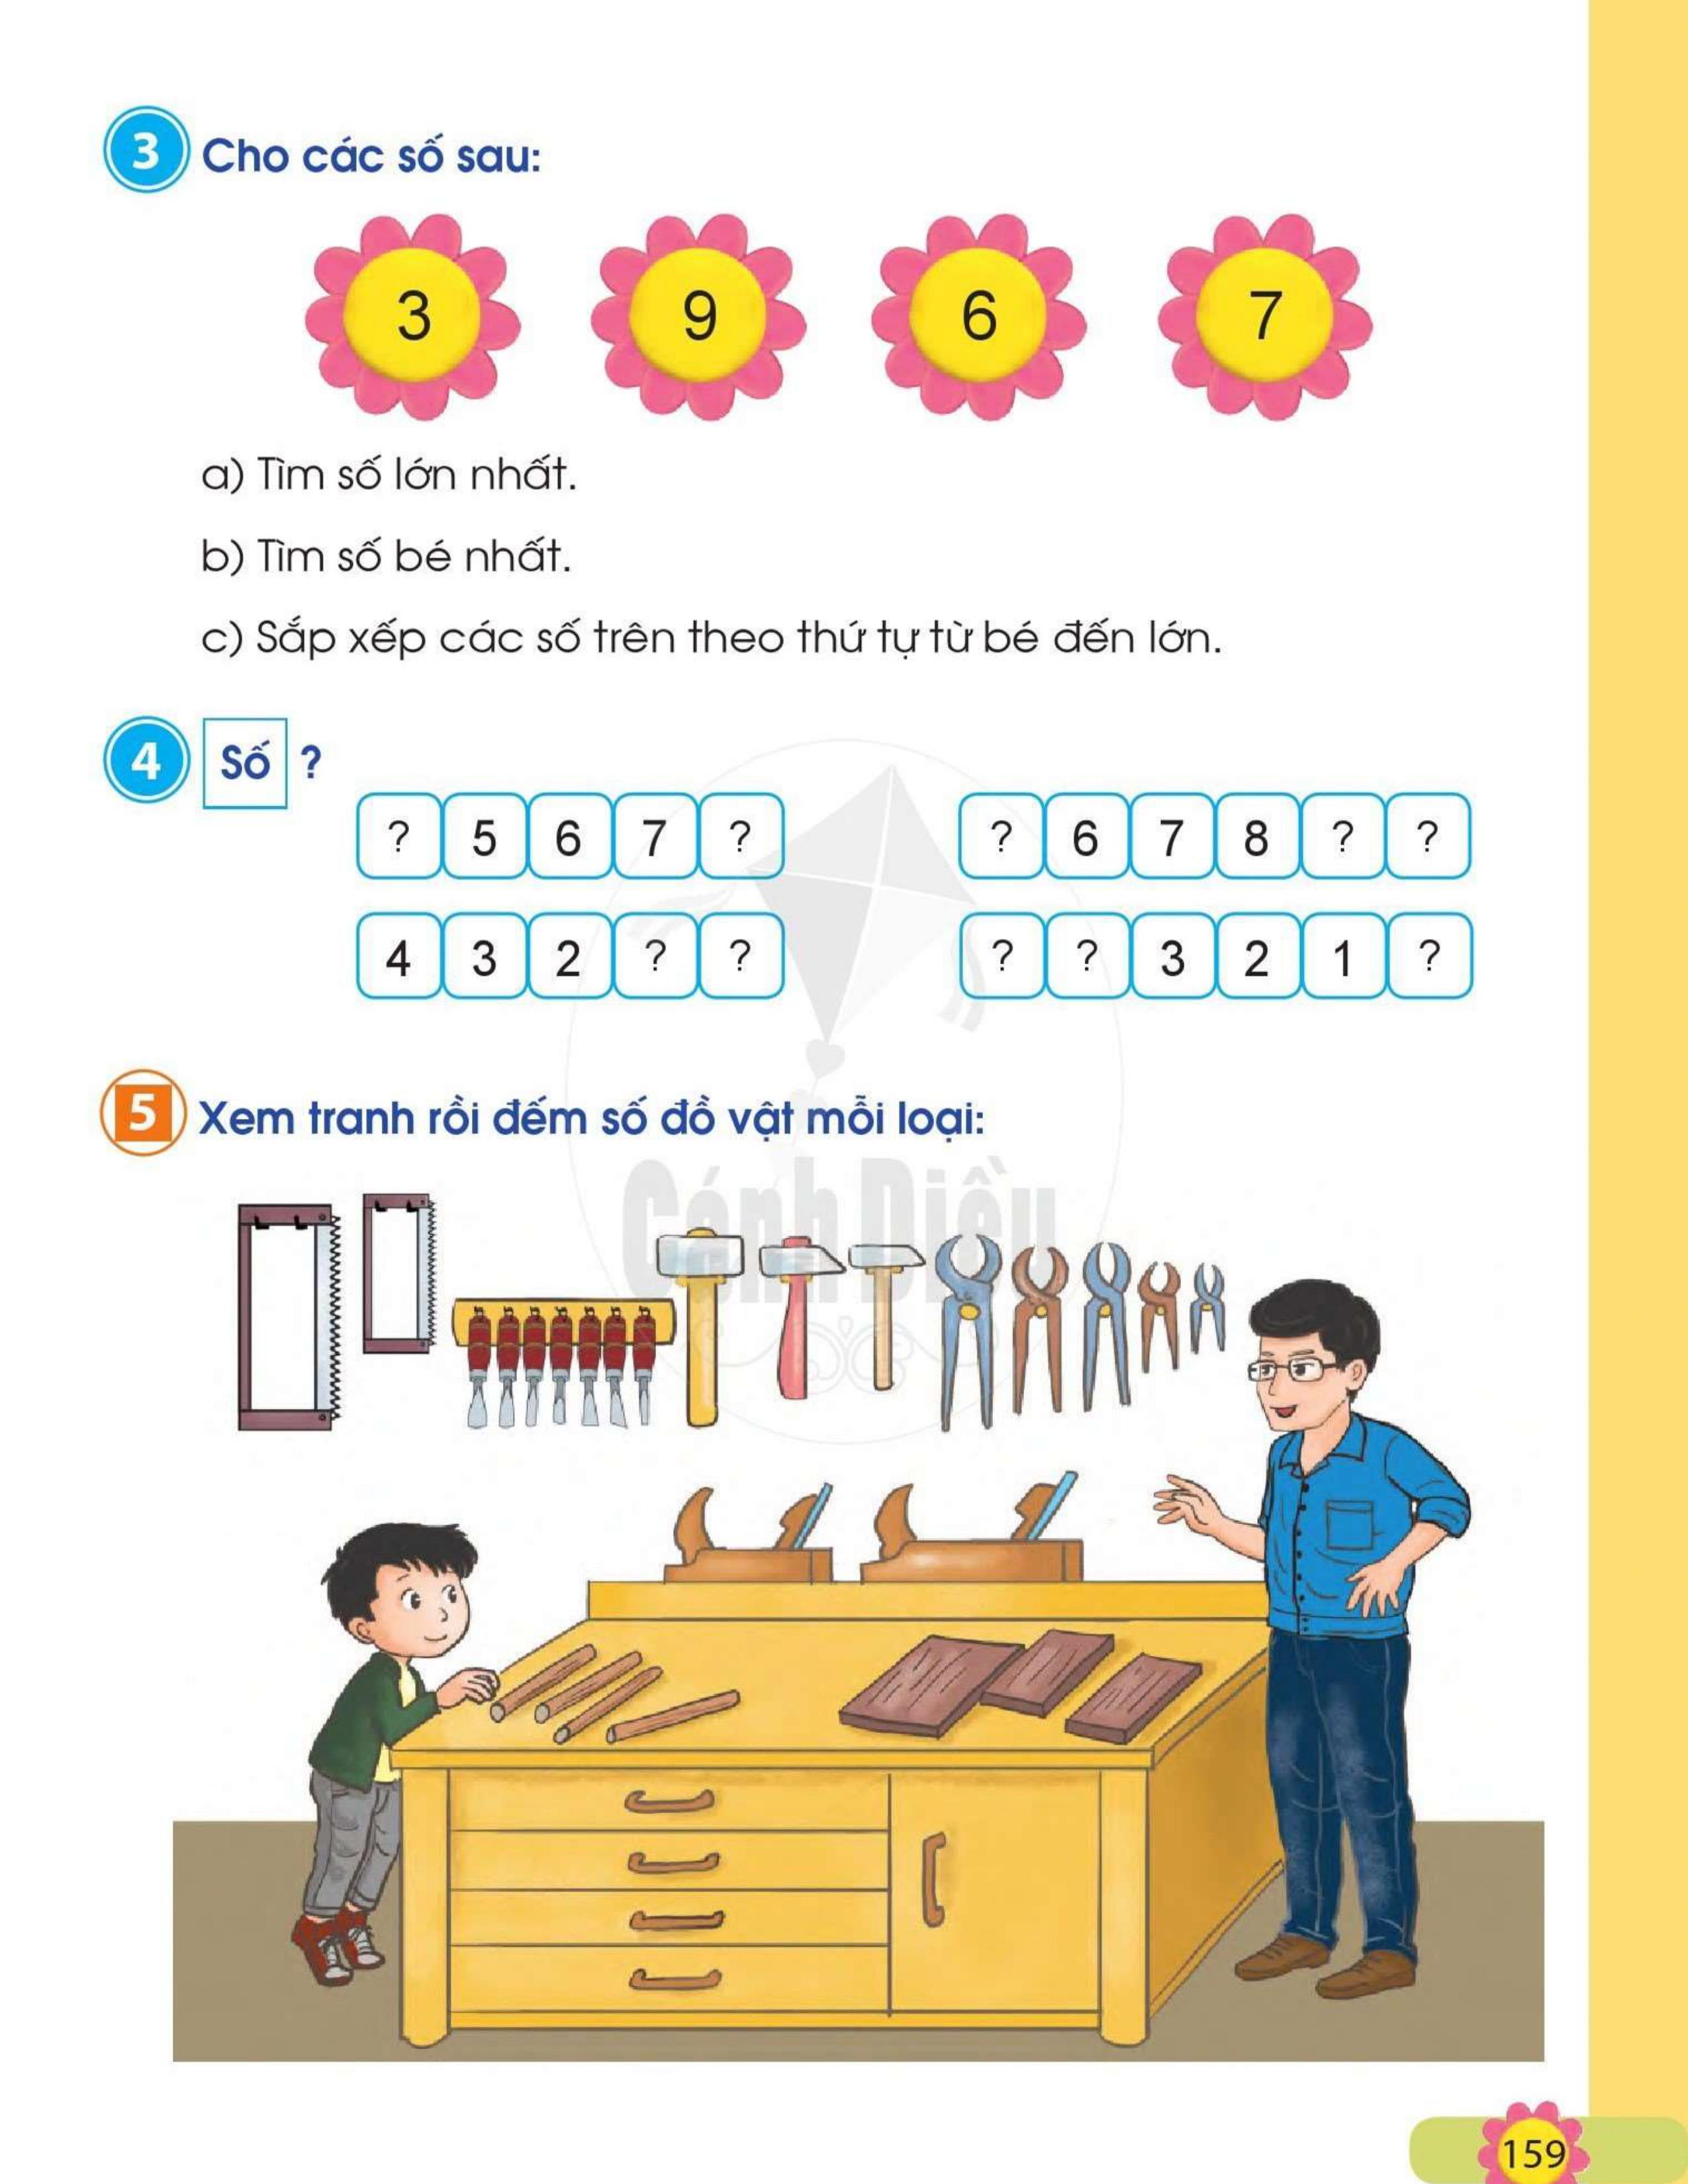 3 Cho các số sau:
3 9 6 7
a) Tìm số lớn nhất.
b) Tìm số bé nhất.
c) Sắp xếp các số trên theo thứ tự từ bé đến lớn.
4 Số ?
? 5 6 7 ? ? 6 7 8 ? ?
4 3 2 ? ? ? ? 3 2 1 ?
5 Xem tranh rồi đếm số đồ vật mỗi loại:
Cánh Diều
159